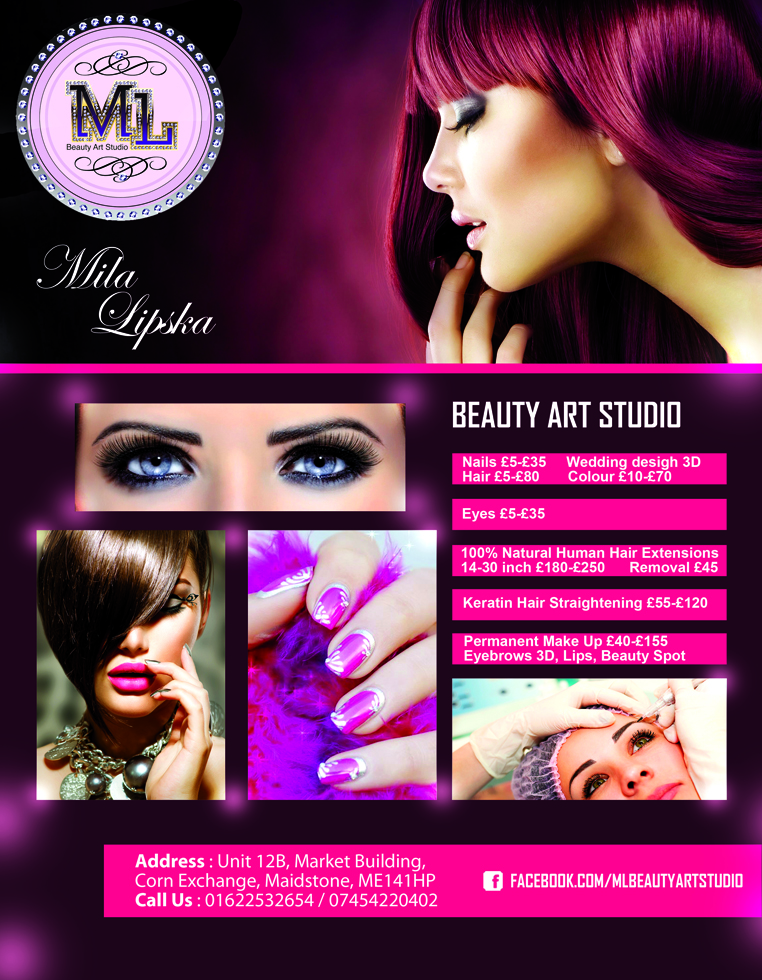 ML
Beauty Art Studio
Mila
Lipska
BEAUTY ART STUDIO
Nails £5-£35 Wedding desigh 3D
Hair £5-£80 Colour £10-£70
Eyes £5-£35
100% Natural Human Hair Extensions
14-30 inch £180-£250 Removal £45
Keratin Hair Straightening £55-£120
Permanent Make Up £40-£155
Eyebrows 3D, Lips, Beauty Spot
Address : Unit 12B, Market Building,
Corn Exchange, Maidstone, ME141HP
Call Us : 01622532654 / 07454220402
f FACEBOOK.COM/MLBEAUTYARTSTUDIO